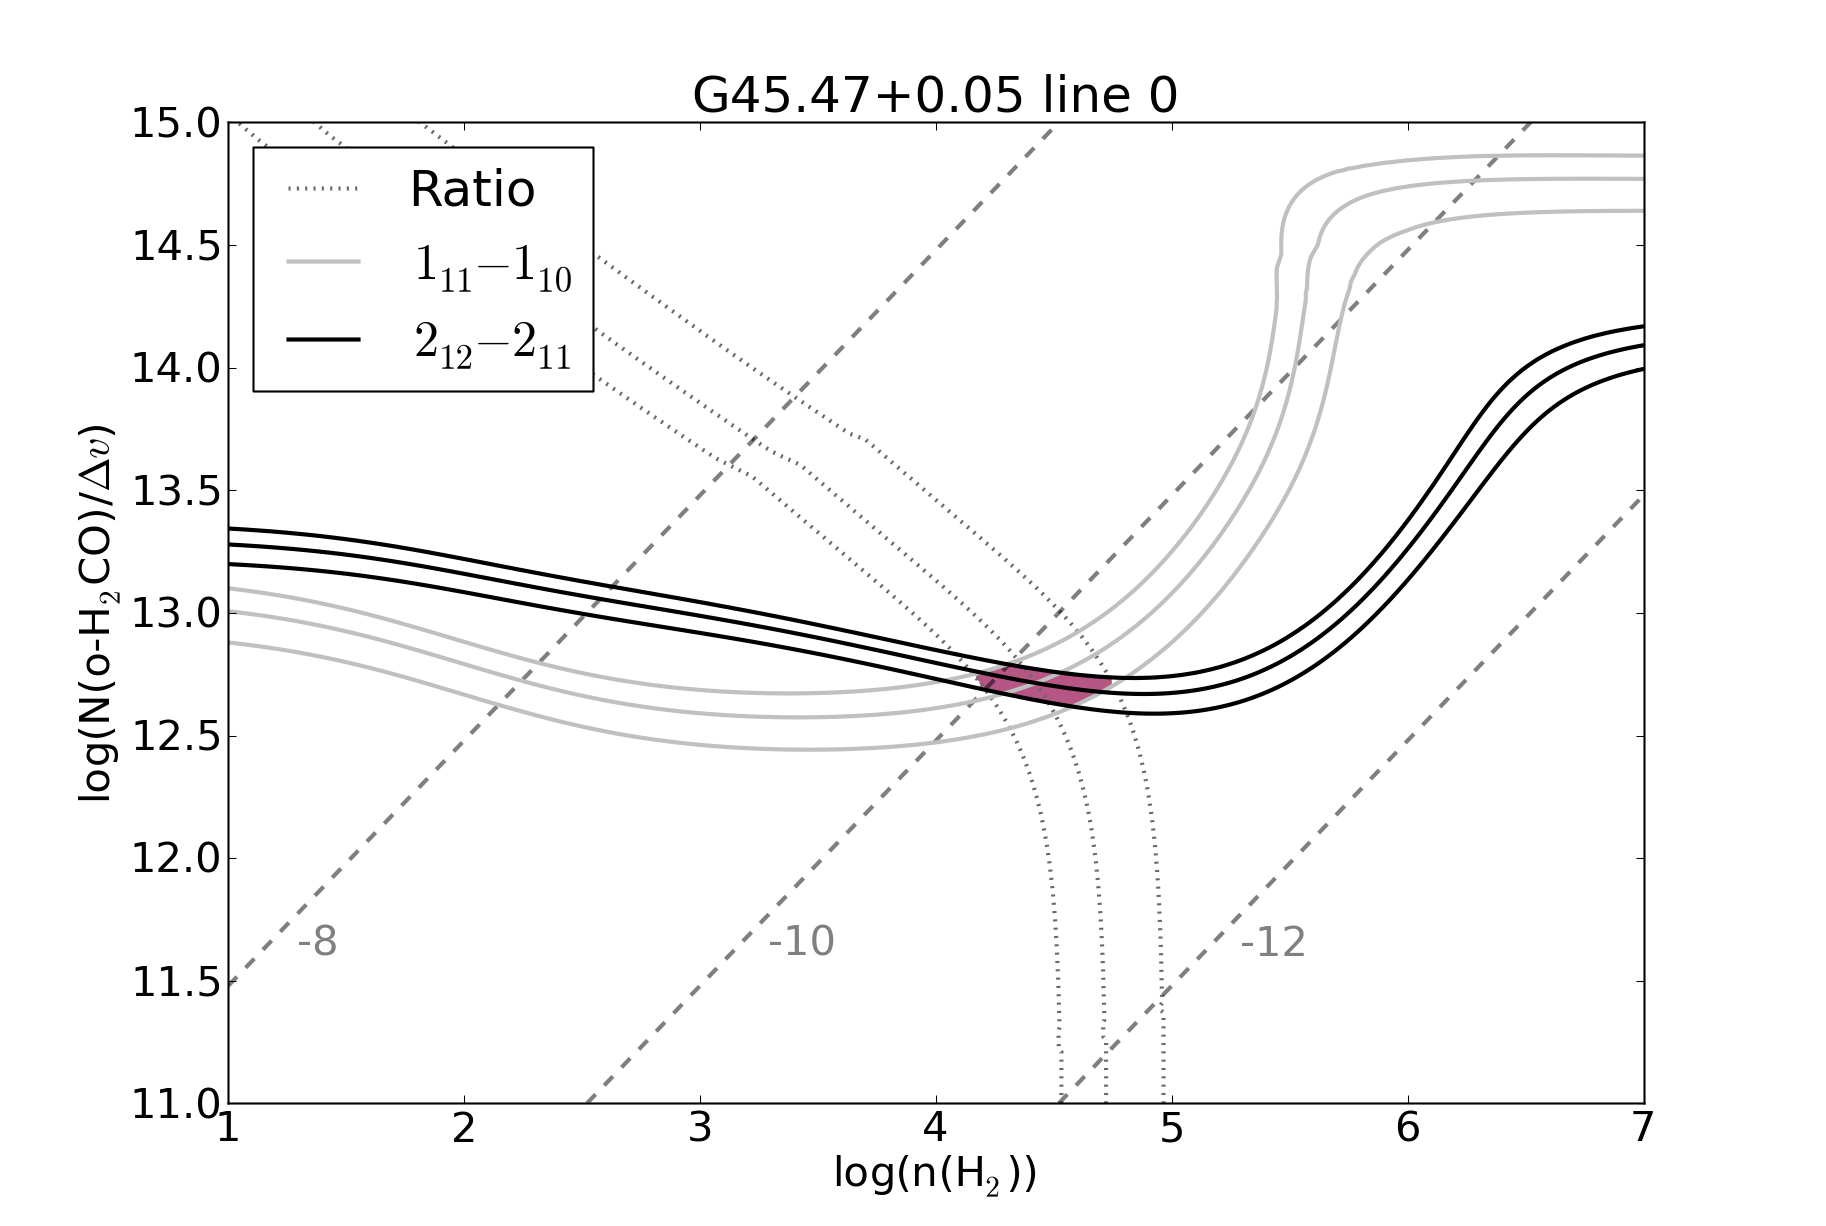 G45.47+0.05 line 0
15.0
14.5
14.0
13.5
13.0
12.5
12.0
11.5
11.0
log(N(o-H₂CO)/Δv)
Ratio
1₁₁−1₁₀
2₁₂−2₁₁
-8
-10
-12
1 2 3 4 5 6 7
log(n(H₂))